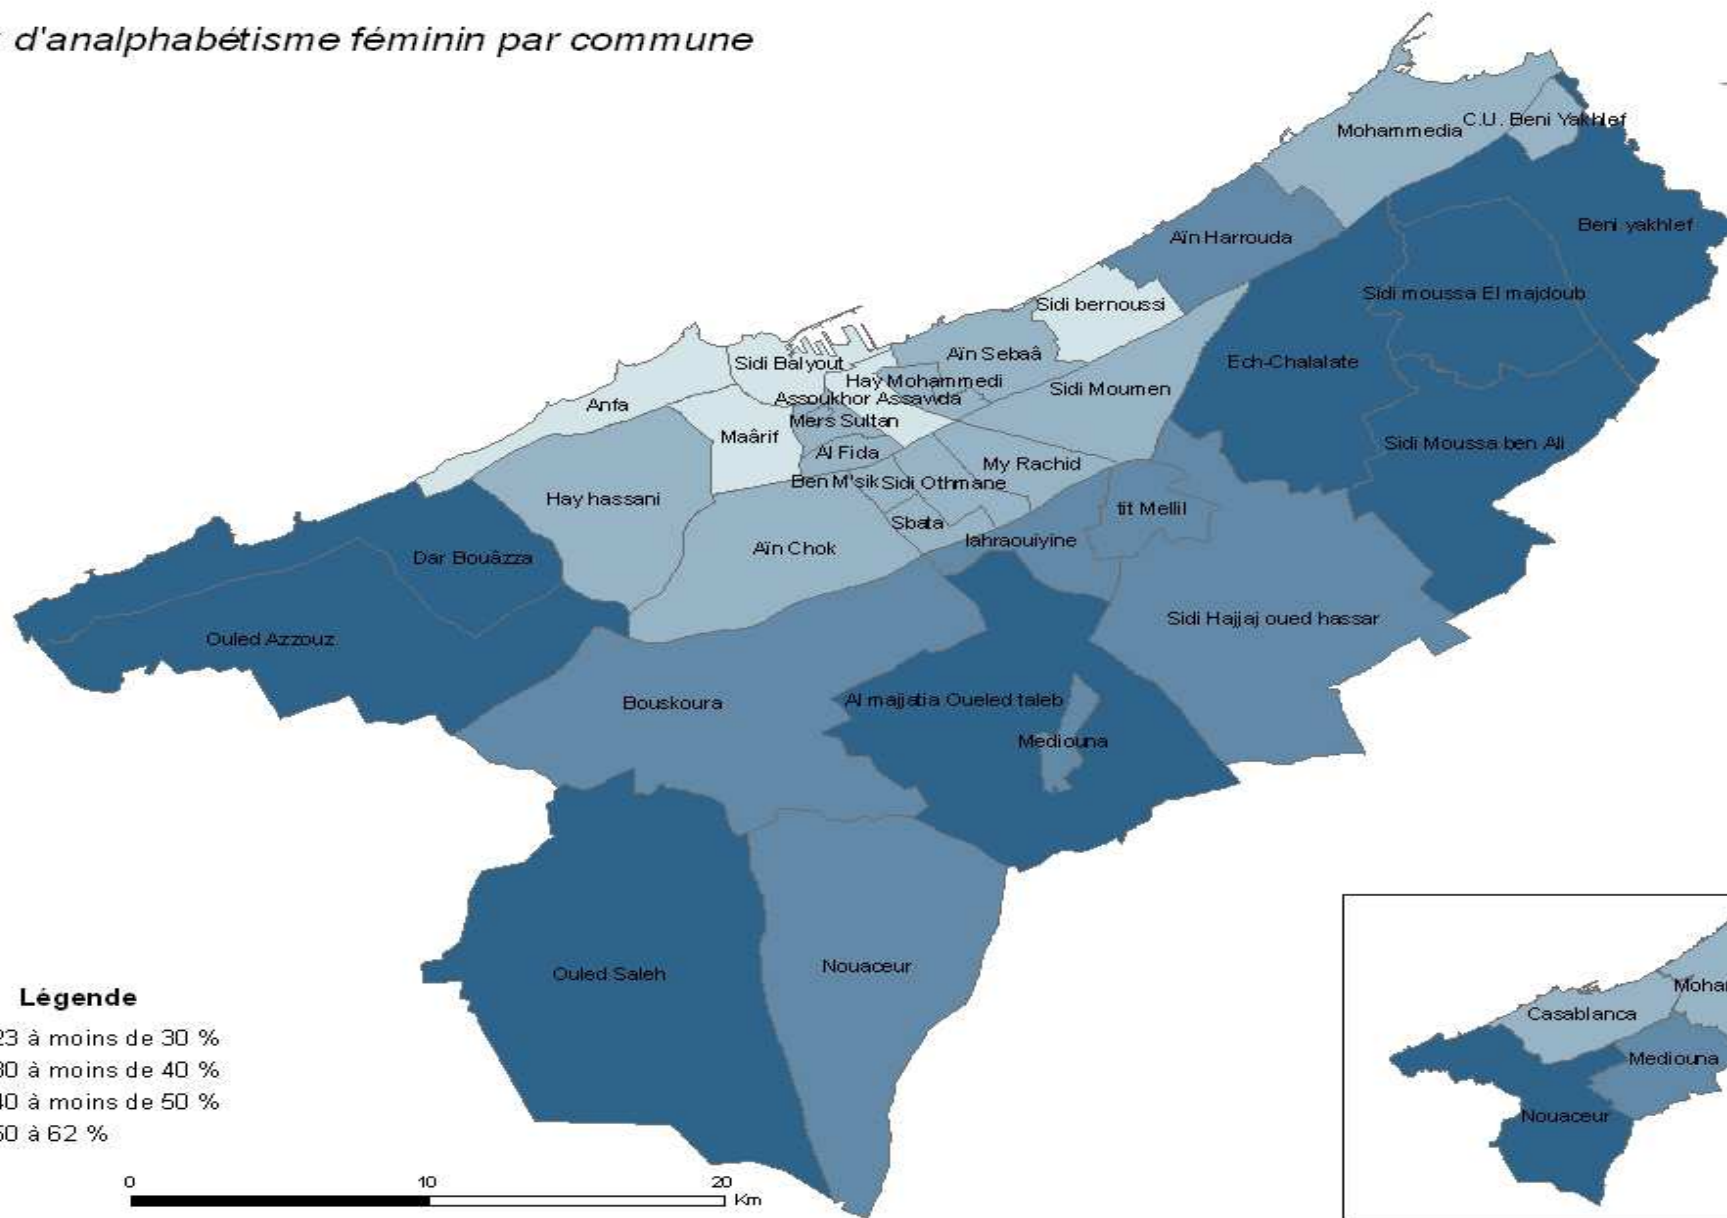 d'analphabétisme féminin par commune
Mohammedia
C.U. Beni Yakhlef
Beni yakhlef
Aïn Harrouda
Sidi moussa El majdoub
Sidi bernoussi
Ech-Chalalate
Aïn Sebaâ
Sidi Balyout
Hay Mohammedi
Sidi Moumen
Assoukhor Assawda
Anfa
Mers Sultan
Maârif
Sidi Moussa ben Ali
Al Fida
My Rachid
Ben M'sik
Sidi Othmane
Hay hassani
tit Mellil
Sbata
lahraouiyine
Aïn Chok
Dar Bouâzza
Sidi Hajjaj oued hassar
Ouled Azzouz
Al majjatia Oueled taleb
Bouskoura
Mediouna
Nouaceur
Ouled Saleh
Légende
23 à moins de 30 %
30 à moins de 40 %
40 à moins de 50 %
50 à 62 %
0 10 20
Km
Casablanca
Mediouna
Nouaceur